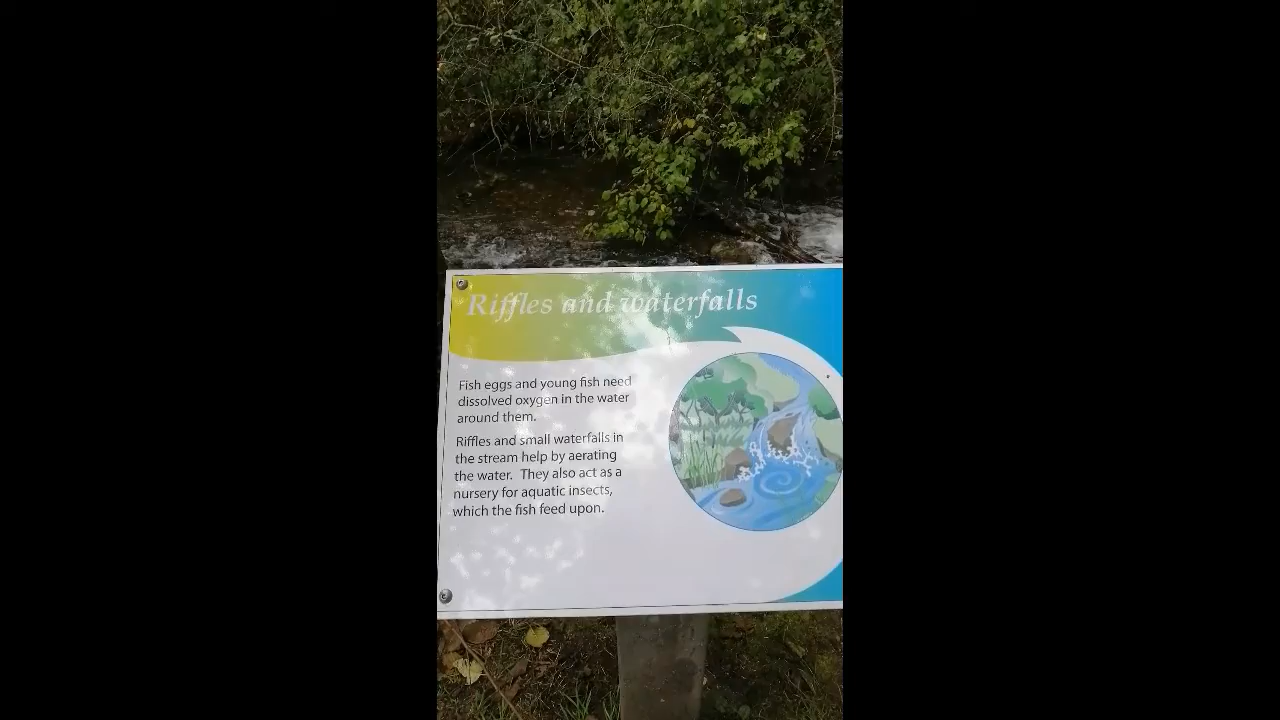 Riffles and waterfalls
Fish eggs and young fish need
dissolved oxygen in the water
around them.
Riffles and small waterfalls in
the stream help by aerating
the water. They also act as a
nursery for aquatic insects,
which the fish feed upon.